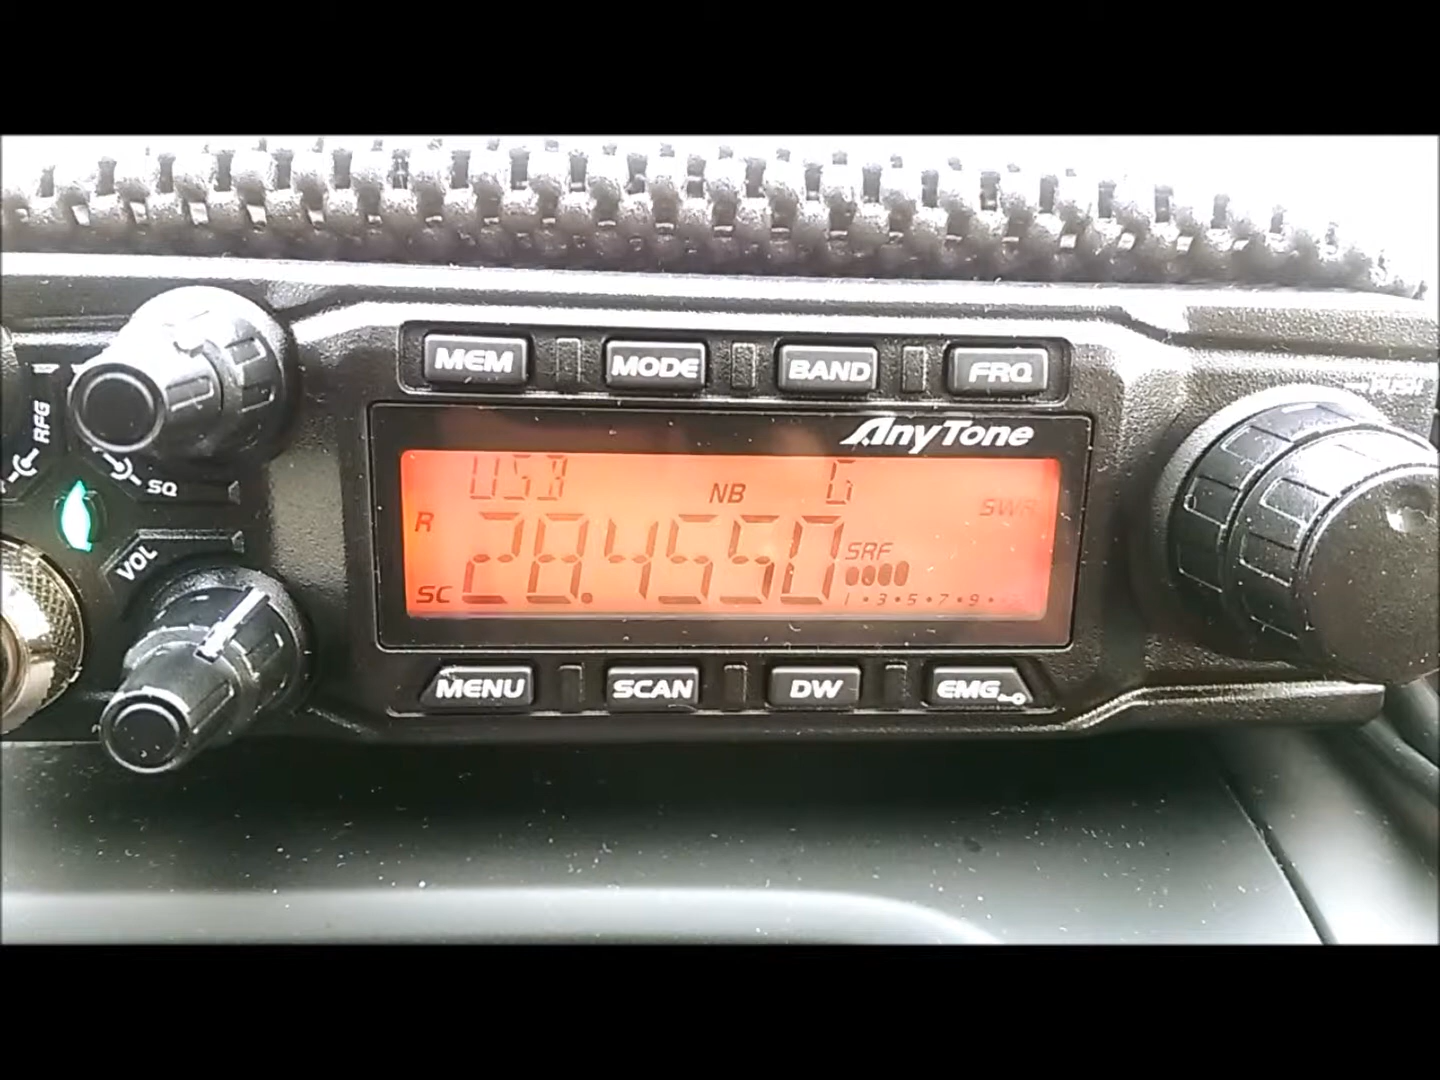 MEM MODE BAND FRQ
AnyTone
RFG
SQ
VOL
USB NB G SWR
R 28.4550 SRF
SC 1•3•5•7•9
MENU SCAN DW EMG